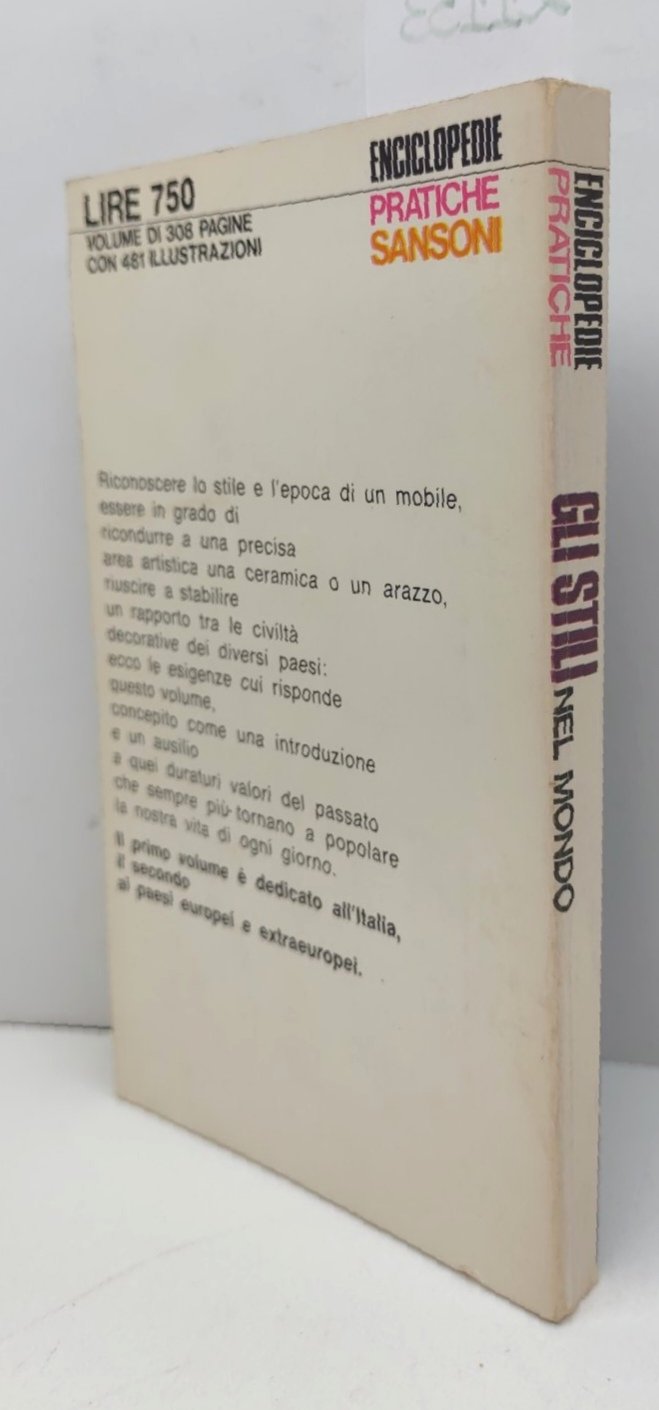 LIRE 750
VOLUME DI 308 PAGINE
CON 481 ILLUSTRAZIONI
ENCICLOPEDIE
PRATICHE
SANSONI
Riconoscere lo stile e l'epoca di un mobile,
essere in grado di
ricondurre a una precisa
area artistica una ceramica o un arazzo,
riuscire a stabilire
un rapporto tra le civiltà
decorative dei diversi paesi:
ecco le esigenze cui risponde
questo volume,
concepito come una introduzione
e un ausilio
a quei duraturi valori del passato
che sempre più tornano a popolare
la nostra vita di ogni giorno.
Il primo volume è dedicato all'Italia,
il secondo
ai paesi europei e extraeuropei.
ENCICLOPEDIE
PRATICHE
GLI STILI NEL MONDO